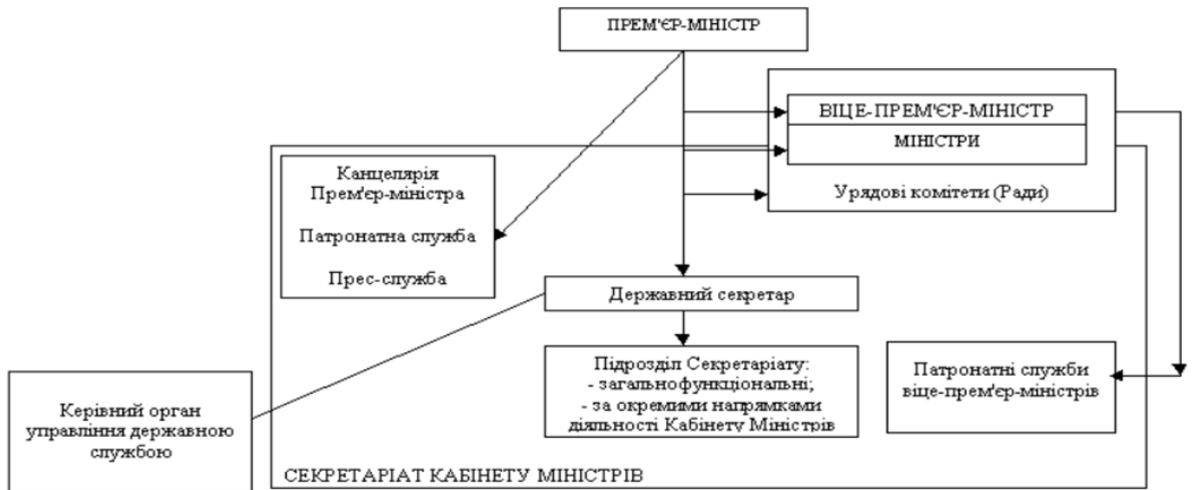 ПРЕМ'ЄР-МІНІСТР
ВІЦЕ-ПРЕМ'ЄР-МІНІСТР
МІНІСТРИ
Урядові комітети (Ради)
Канцелярія
Прем'єр-міністра
Патронатна служба
Прес-служба
Державний секретар
Підрозділ Секретаріату:
- загальнофункціональні;
- за окремими напрямками
діяльності Кабінету Міністрів
Патронатні служби
віце-прем'єр-міністрів
Керівний орган
управління державною
службою
СЕКРЕТАРІАТ КАБІНЕТУ МІНІСТРІВ